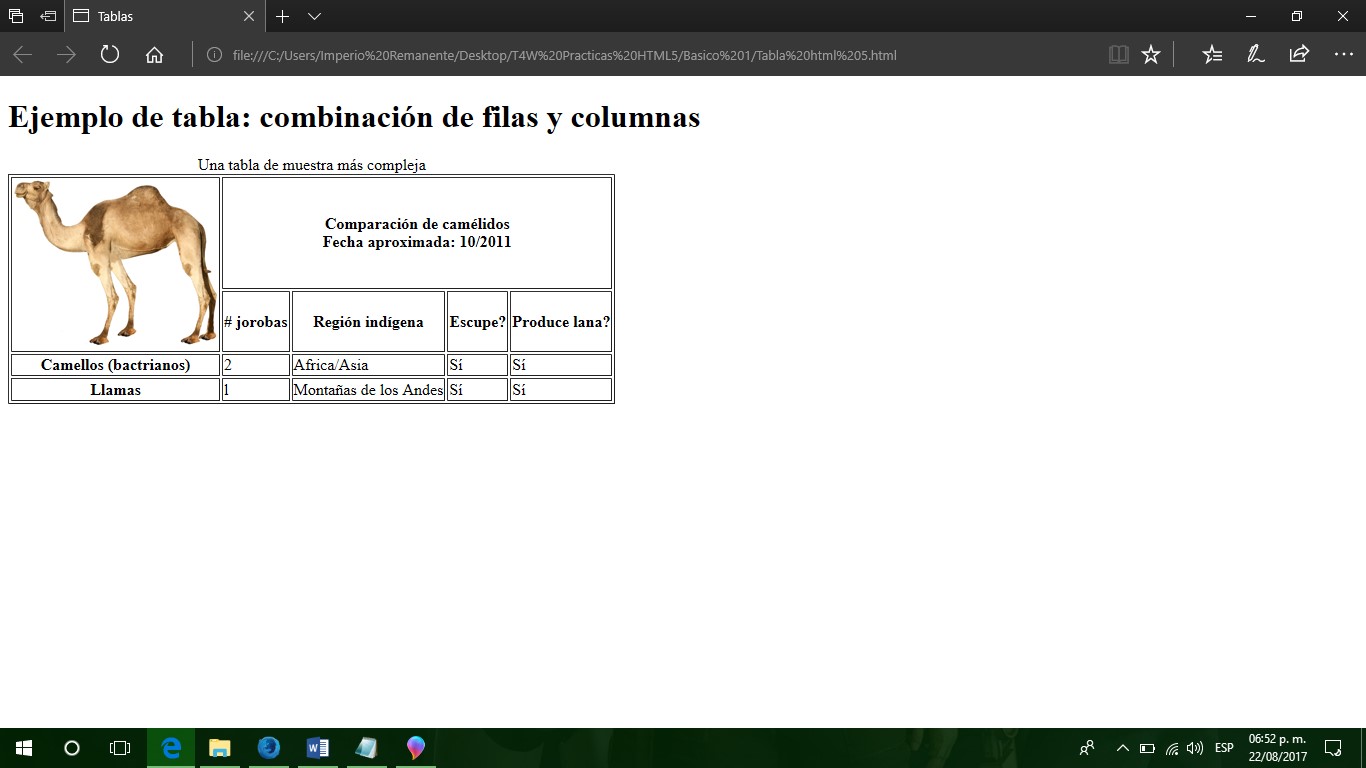 Tablas
file:///C:/Users/Imperio%20Remanente/Desktop/T4W%20Practicas%20HTML5/Basico%201/Tabla%20html%205.html
Ejemplo de tabla: combinación de filas y columnas
Una tabla de muestra más compleja
Comparación de camélidos
Fecha aproximada: 10/2011
# jorobas Región indígena Escupe? Produce lana?
Camellos (bactrianos) 2 Africa/Asia Sí Sí
Llamas 1 Montañas de los Andes Sí Sí
ESP
06:52 p. m.
22/08/2017